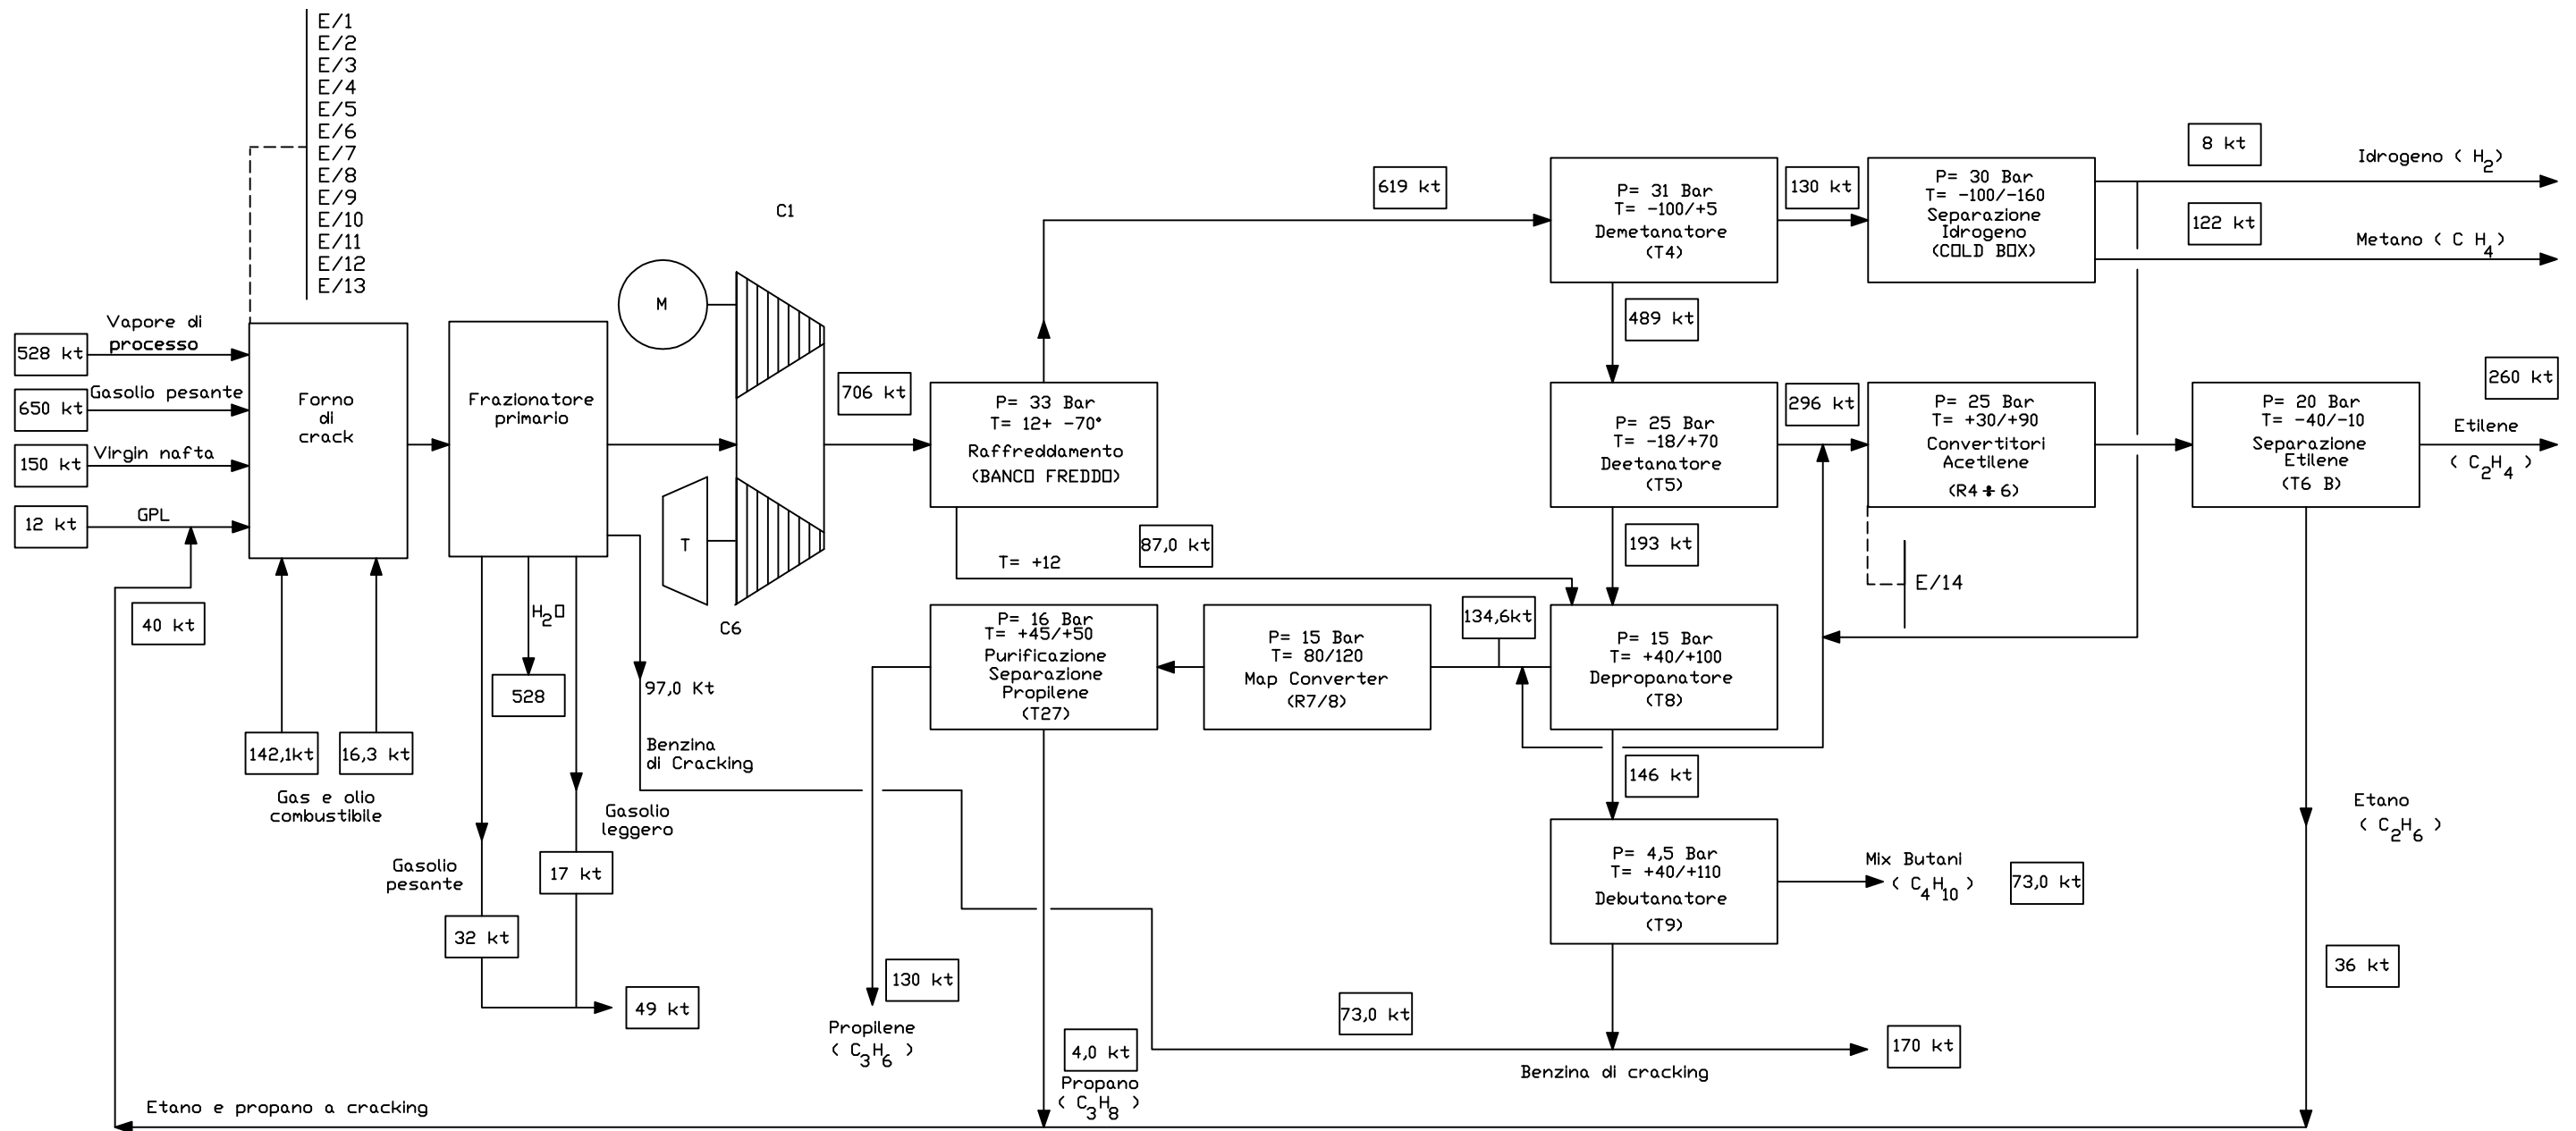 E/1
E/2
E/3
E/4
E/5
E/6
E/7
E/8
E/9
E/10
E/11
E/12
E/13
Vapore di
processo
528 kt
Gasolio pesante
650 kt
Virgin nafta
150 kt
GPL
12 kt
40 kt
Forno
di
crack
142,1kt
16,3 kt
Gas e olio
combustibile
Frazionatore
primario
H2O
528
97,0 Kt
Benzina
di Cracking
Gasolio
leggero
17 kt
Gasolio
pesante
32 kt
49 kt
C1
M
T
C6
706 kt
P= 33 Bar
T= 12+ -70°
Raffreddamento
(BANCO FREDDO)
T= +12
87,0 kt
619 kt
P= 31 Bar
T= -100/+5
Demetanatore
(T4)
130 kt
P= 30 Bar
T= -100/-160
Separazione
Idrogeno
(COLD BOX)
8 kt
Idrogeno ( H2)
122 kt
Metano ( C H4)
489 kt
P= 25 Bar
T= -18/+70
Deetanatore
(T5)
296 kt
P= 25 Bar
T= +30/+90
Convertitori
Acetilene
(R4÷6)
E/14
P= 20 Bar
T= -40/-10
Separazione
Etilene
(T6 B)
260 kt
Etilene
( C2H4 )
193 kt
P= 16 Bar
T= +45/+50
Purificazione
Separazione
Propilene
(T27)
P= 15 Bar
T= 80/120
Map Converter
(R7/8)
134,6kt
P= 15 Bar
T= +40/+100
Depropanatore
(T8)
146 kt
P= 4,5 Bar
T= +40/+110
Debutanatore
(T9)
Mix Butani
( C4H10 )
73,0 kt
Etano
( C2H6 )
36 kt
130 kt
Propilene
( C3H6 )
4,0 kt
Propano
( C3H8 )
73,0 kt
170 kt
Benzina di cracking
Etano e propano a cracking